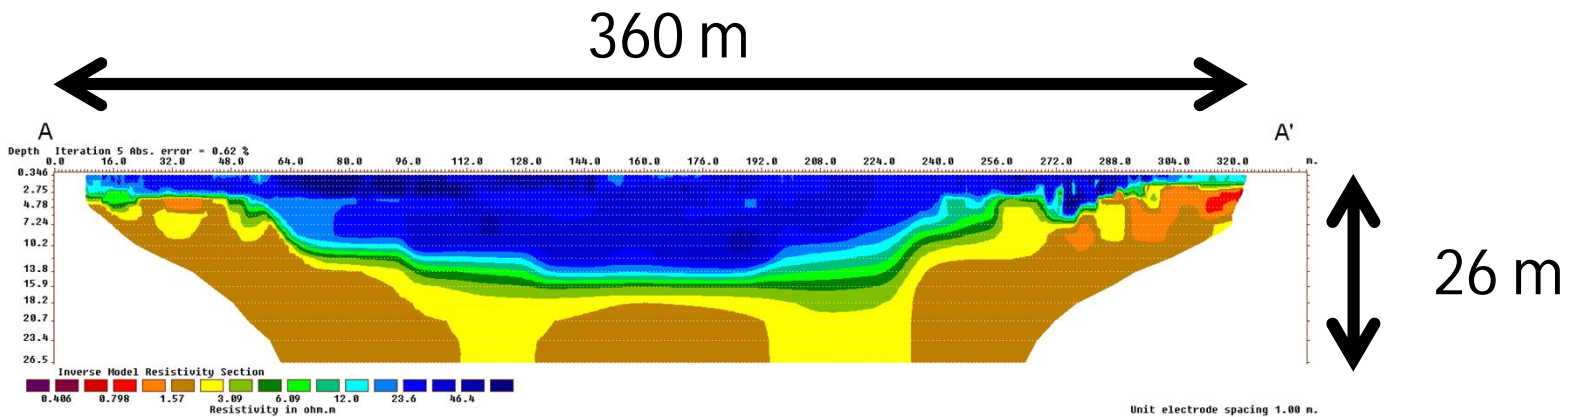 360 m
A A'
Depth Iteration 5 Abs. error = 0.62 %
0.0 16.0 32.0 48.0 64.0 80.0 96.0 112.0 128.0 144.0 160.0 176.0 192.0 208.0 224.0 240.0 256.0 272.0 288.0 304.0 320.0 m.
0.346
2.75
4.78
7.24
10.2
13.8
15.9
18.2
20.7
23.4
26.5
26 m
Inverse Model Resistivity Section
0.406 0.798 1.57 3.09 6.09 12.0 23.6 46.4
Resistivity in ohm.m
Unit electrode spacing 1.00 m.